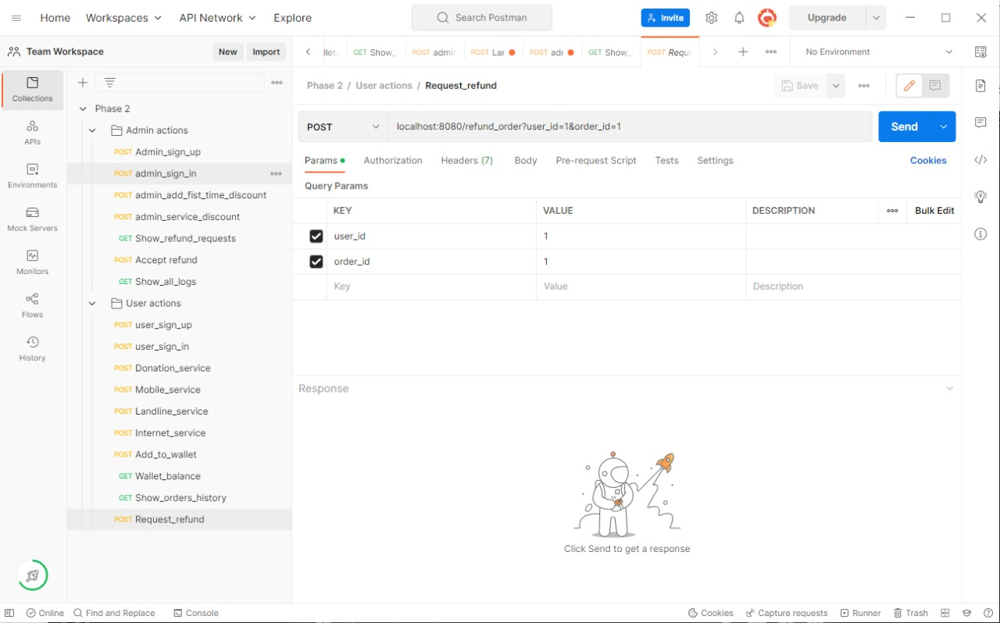 Home Workspaces API Network Explore Search Postman Invite Upgrade
Team Workspace New Import
GET Show_ POST admin POST Lar POST adr GET Show_ POST Requ No Environment
Collections
APIs
Environments
Mock Servers
Monitors
Flows
History
Phase 2
Admin actions
POST Admin_sign_up
POST admin_sign_in
POST admin_add_fist_time_discount
POST admin_service_discount
GET Show_refund_requests
POST Accept refund
GET Show_all_logs
User actions
POST user_sign_up
POST user_sign_in
POST Donation_service
POST Mobile_service
POST Landline_service
POST Internet_service
POST Add_to_wallet
GET Wallet_balance
GET Show_orders_history
POST Request_refund
Phase 2 / User actions / Request_refund Save
POST localhost:8080/refund_order?user_id=1&order_id=1 Send
Params Authorization Headers (7) Body Pre-request Script Tests Settings Cookies
Query Params
KEY VALUE DESCRIPTION Bulk Edit
user_id 1
order_id 1
Key Value Description
Response
Click Send to get a response
Online Find and Replace Console Cookies Capture requests Runner Trash